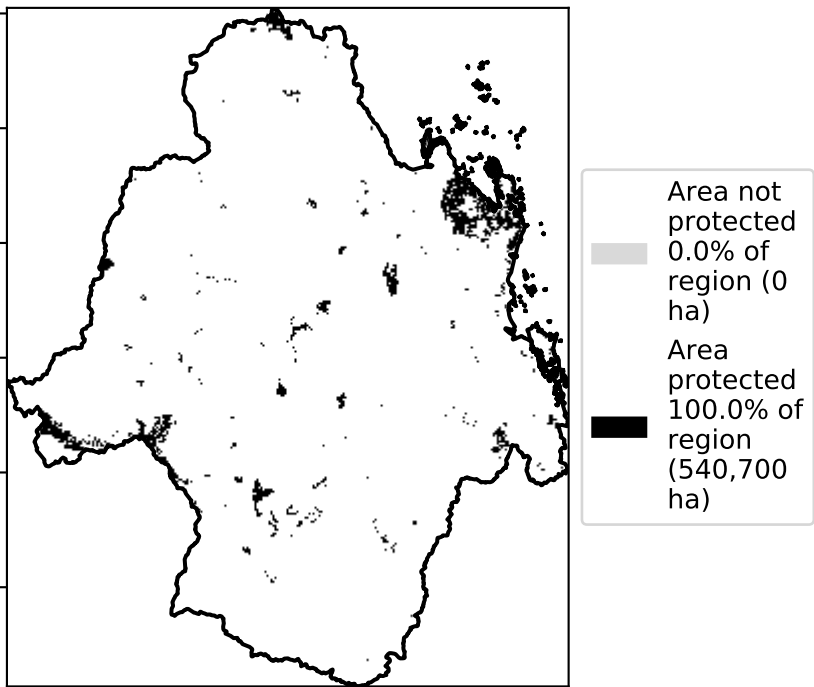 Area not
protected
0.0% of
region (0
ha)
Area
protected
100.0% of
region
(540,700
ha)